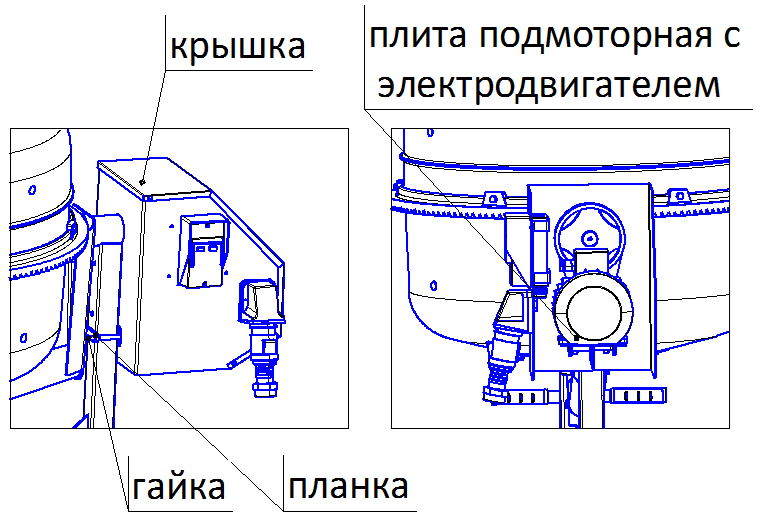 крышка
плита подмоторная с
электродвигателем
гайка
планка